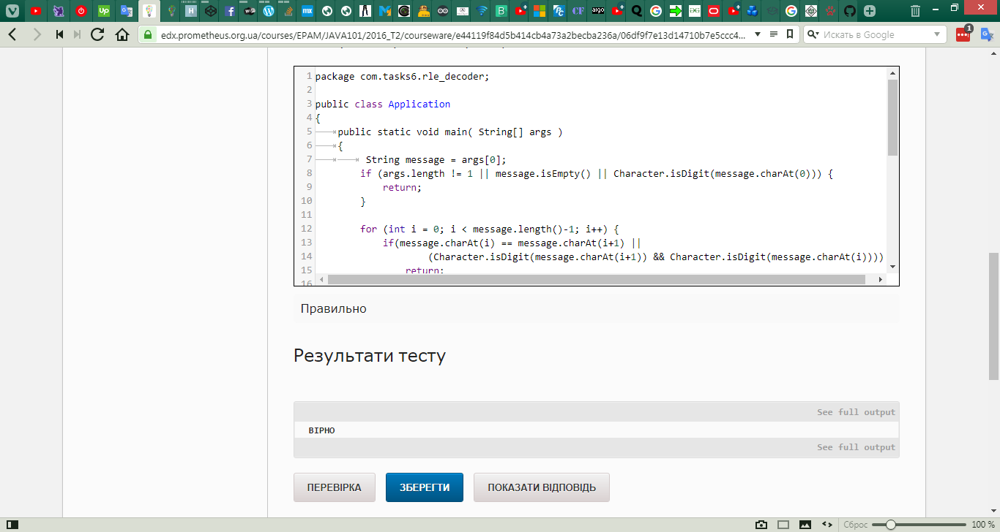 edx.prometheus.org.ua/courses/EPAM/JAVA101/2016_T2/courseware/e44119f84d5b414cb4a73a2becba236a/06df9f7e13d14710b7e5ccc4...
Искать в Google
1
1 package com.tasks6.rle_decoder;
2
3 public class Application
4 {
5 public static void main( String[] args )
6 {
7 String message = args[0];
8 if (args.length != 1 || message.isEmpty() || Character.isDigit(message.charAt(0))) {
9 return;
10 }
11
12 for (int i = 0; i < message.length()-1; i++) {
13 if(message.charAt(i) == message.charAt(i+1) ||
14 (Character.isDigit(message.charAt(i+1)) && Character.isDigit(message.charAt(i))))
15 return;
16
Правильно
Результати тесту
See full output
ВІРНО
See full output
ПЕРЕВІРКА
ЗБЕРЕГТИ
ПОКАЗАТИ ВІДПОВІДЬ
Сброс
100 %